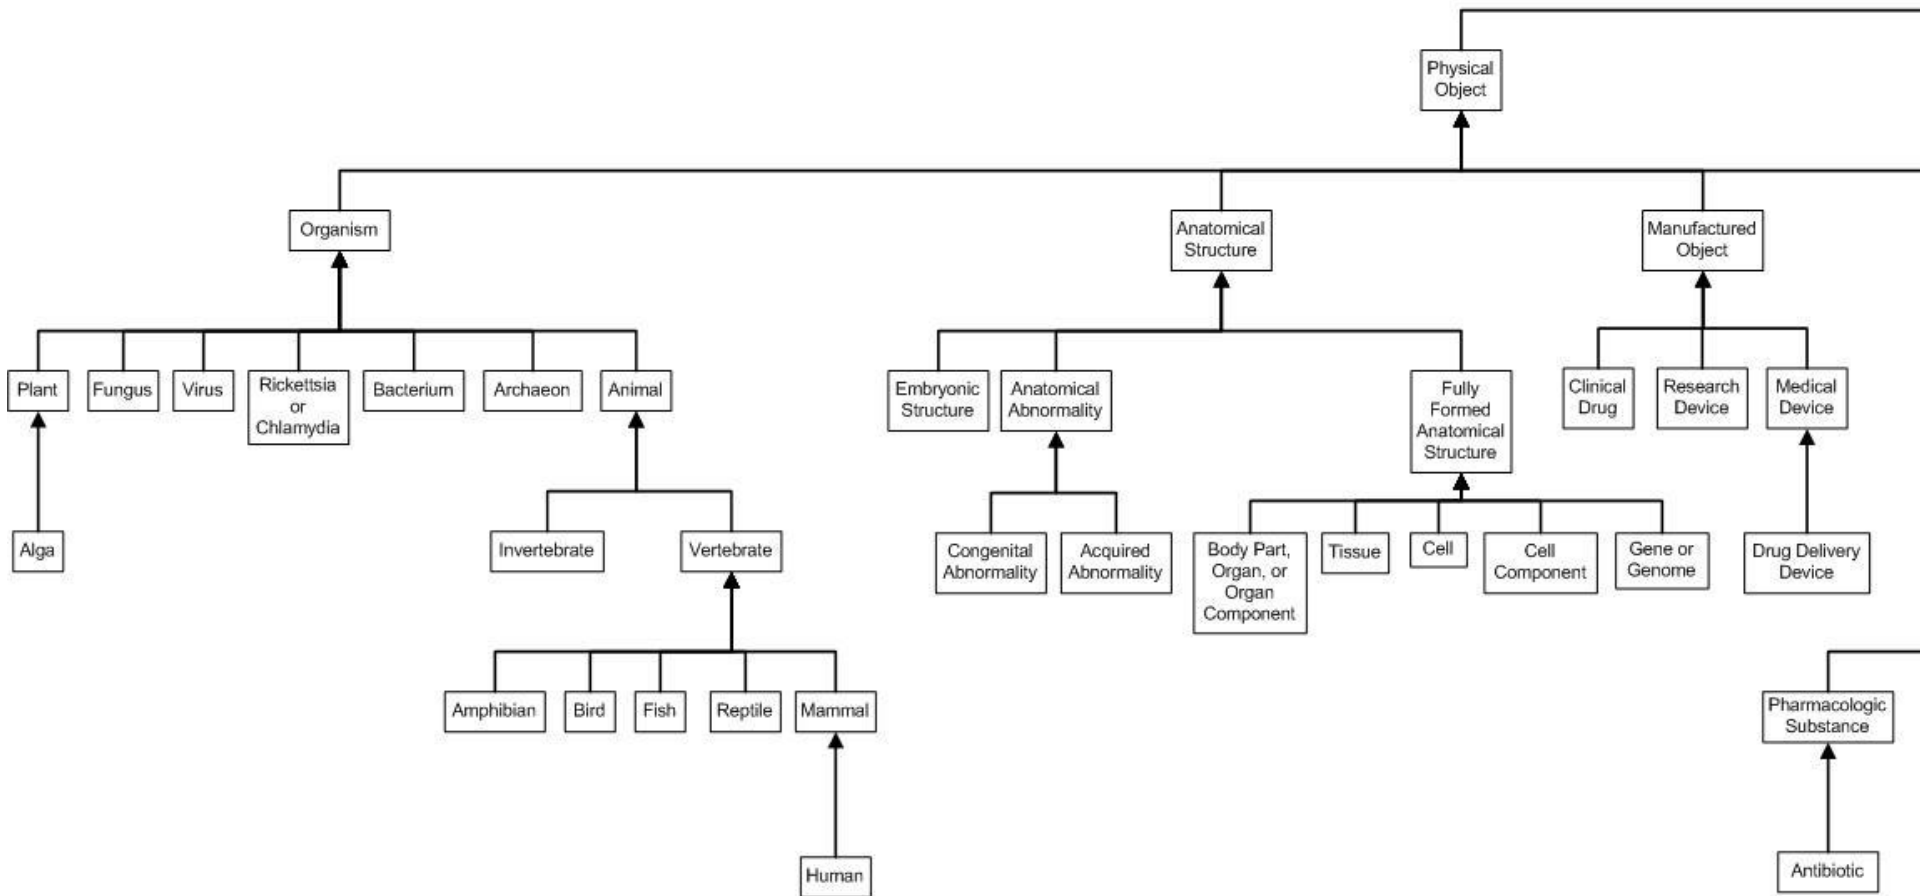 Physical
Object
Organism
Anatomical
Structure
Manufactured
Object
Plant
Fungus
Virus
Rickettsia
or
Chlamydia
Bacterium
Archaeon
Animal
Embryonic
Structure
Anatomical
Abnormality
Fully
Formed
Anatomical
Structure
Clinical
Drug
Research
Device
Medical
Device
Alga
Invertebrate
Vertebrate
Congenital
Abnormality
Acquired
Abnormality
Body Part,
Organ, or
Organ
Component
Tissue
Cell
Cell
Component
Gene or
Genome
Drug Delivery
Device
Amphibian
Bird
Fish
Reptile
Mammal
Pharmacologic
Substance
Human
Antibiotic